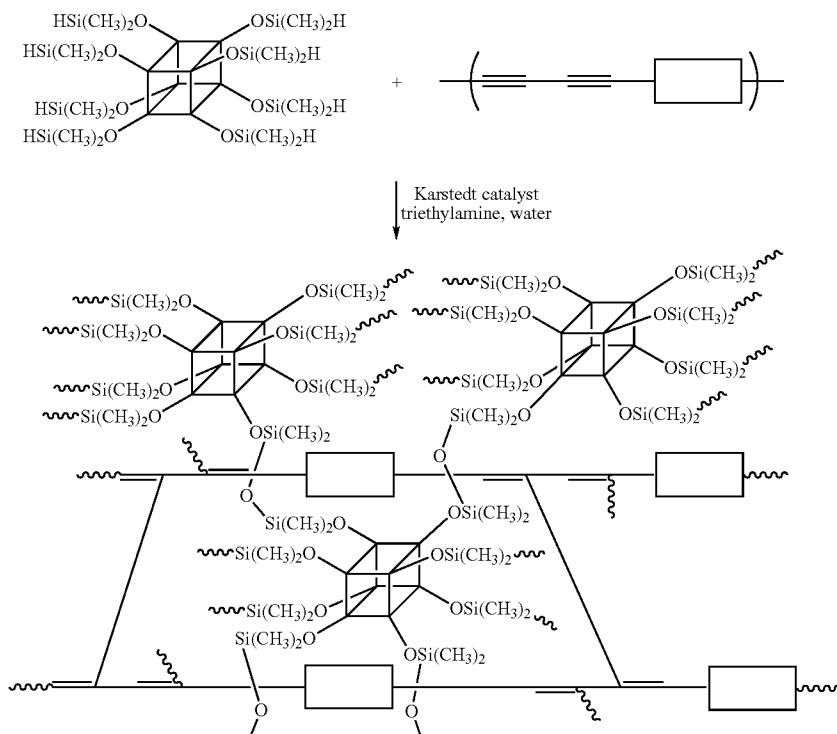 HSi(CH₃)₂O OSi(CH₃)₂H
HSi(CH₃)₂O OSi(CH₃)₂H
HSi(CH₃)₂O OSi(CH₃)₂H
HSi(CH₃)₂O OSi(CH₃)₂H
+
Karstedt catalyst
triethylamine, water
Si(CH₃)₂O OSi(CH₃)₂ Si(CH₃)₂O OSi(CH₃)₂
Si(CH₃)₂O OSi(CH₃)₂ Si(CH₃)₂O OSi(CH₃)₂
Si(CH₃)₂O OSi(CH₃)₂ Si(CH₃)₂O OSi(CH₃)₂
Si(CH₃)₂O OSi(CH₃)₂ Si(CH₃)₂O OSi(CH₃)₂
O
O
Si(CH₃)₂O OSi(CH₃)₂
Si(CH₃)₂O OSi(CH₃)₂
Si(CH₃)₂O OSi(CH₃)₂
Si(CH₃)₂O OSi(CH₃)₂
O O